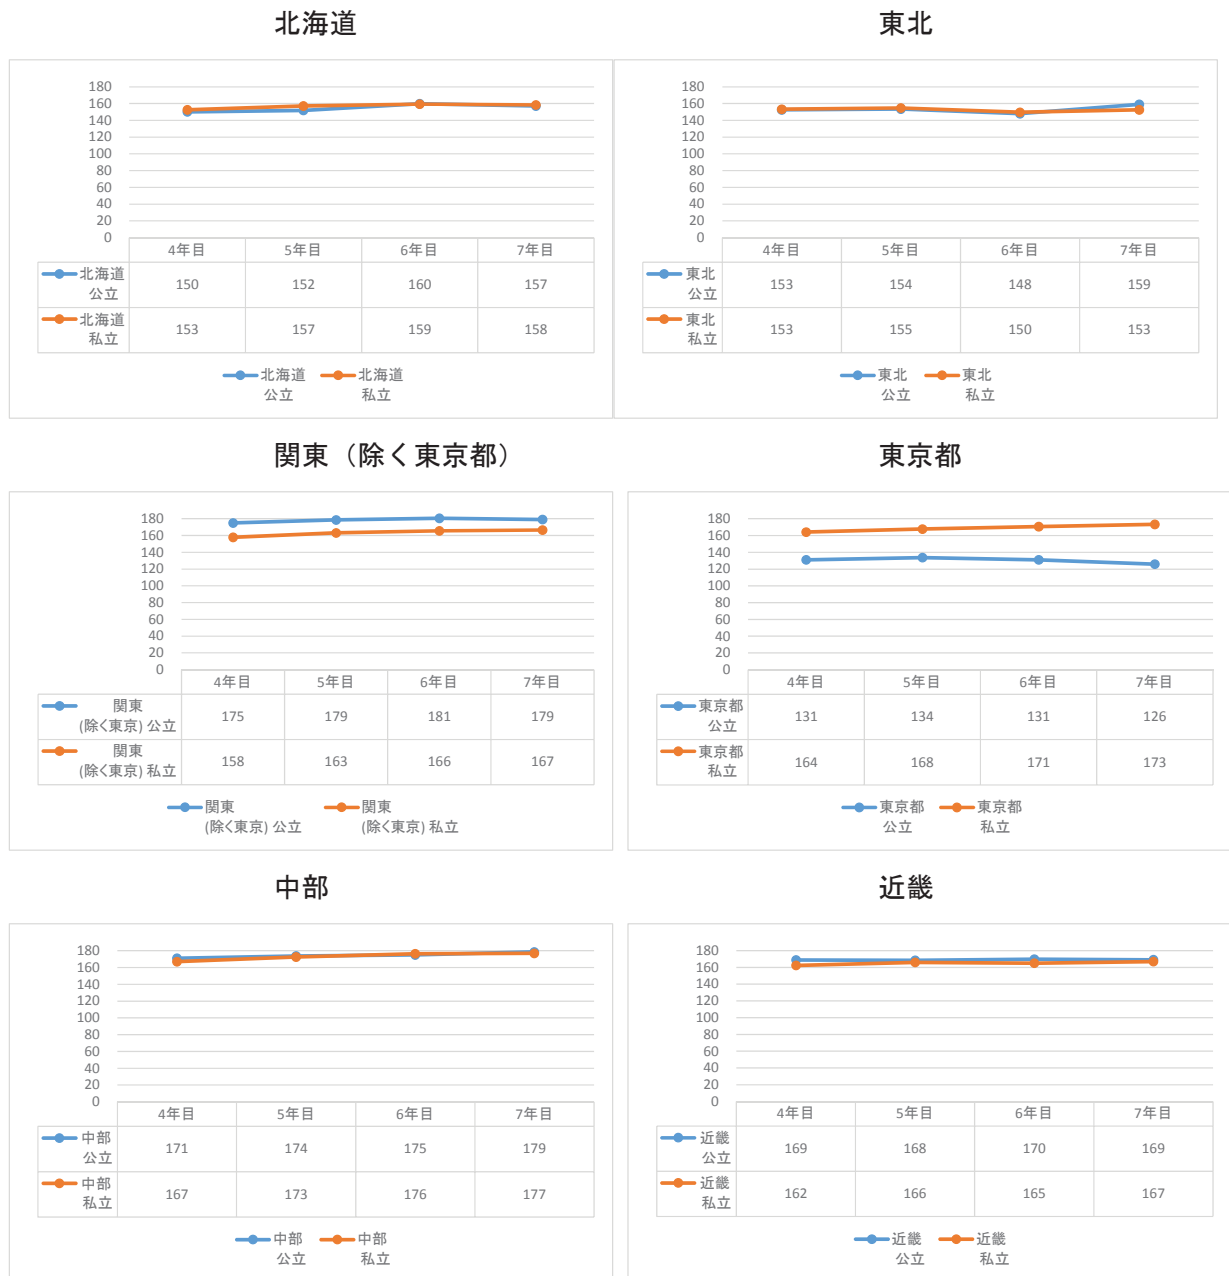 北海道
180
160
140
120
100
80
60
40
20
0
4年目 5年目 6年目 7年目
北海道
公立 150 152 160 157
北海道
私立 153 157 159 158
北海道 北海道
公立 私立
東北
180
160
140
120
100
80
60
40
20
0
4年目 5年目 6年目 7年目
東北
公立 153 154 148 159
東北
私立 153 155 150 153
東北 東北
公立 私立
関東（除く東京都）
180
160
140
120
100
80
60
40
20
0
4年目 5年目 6年目 7年目
関東
(除く東京) 公立 175 179 181 179
関東
(除く東京) 私立 158 163 166 167
関東 関東
(除く東京) 公立 (除く東京) 私立
東京都
180
160
140
120
100
80
60
40
20
0
4年目 5年目 6年目 7年目
東京都
公立 131 134 131 126
東京都
私立 164 168 171 173
東京都 東京都
公立 私立
中部
180
160
140
120
100
80
60
40
20
0
4年目 5年目 6年目 7年目
中部
公立 171 174 175 179
中部
私立 167 173 176 177
中部 中部
公立 私立
近畿
180
160
140
120
100
80
60
40
20
0
4年目 5年目 6年目 7年目
近畿
公立 169 168 170 169
近畿
私立 162 166 165 167
近畿 近畿
公立 私立